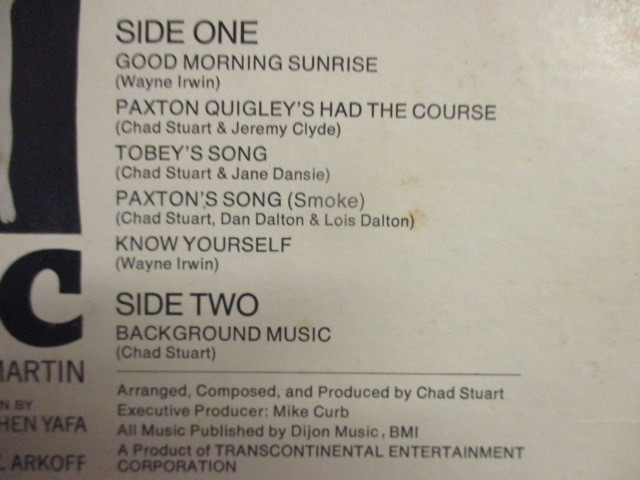 SIDE ONE
GOOD MORNING SUNRISE
(Wayne Irwin)
PAXTON QUIGLEY'S HAD THE COURSE
(Chad Stuart & Jeremy Clyde)
TOBEY'S SONG
(Chad Stuart & Jane Dansie)
PAXTON'S SONG (Smoke)
(Chad Stuart, Dan Dalton & Lois Dalton)
KNOW YOURSELF
(Wayne Irwin)
SIDE TWO
BACKGROUND MUSIC
(Chad Stuart)
Arranged, Composed, and Produced by Chad Stuart
Executive Producer: Mike Curb
All Music Published by Dijon Music, BMI
A Product of TRANSCONTINENTAL ENTERTAINMENT
CORPORATION
c
MARTIN
N BY
HEN YAFA
ARKOFF